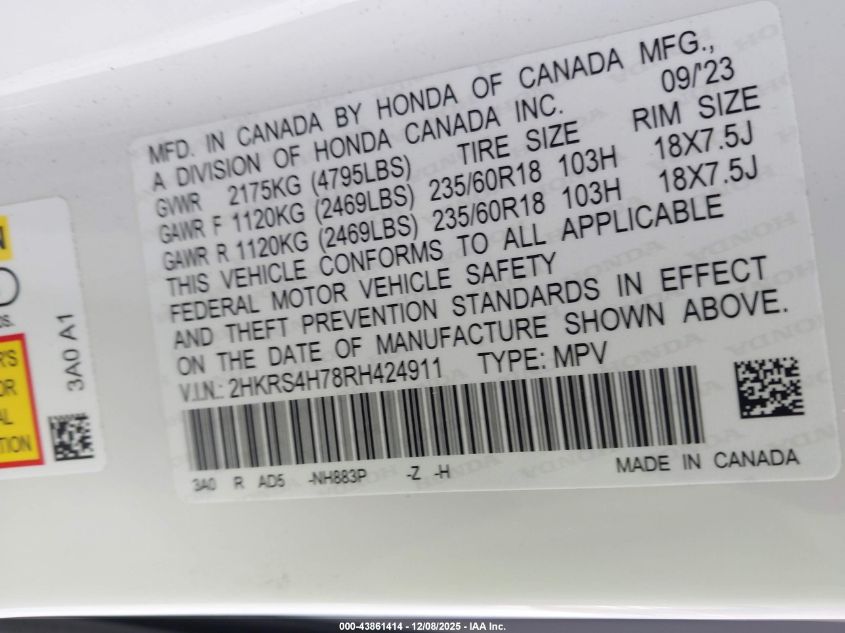 MFD. IN CANADA BY HONDA OF CANADA MFG.,
A DIVISION OF HONDA CANADA INC. 09/'23
GVWR 2175KG (4795LBS) TIRE SIZE RIM SIZE
GAWR F 1120KG (2469LBS) 235/60R18 103H 18X7.5J
GAWR R 1120KG (2469LBS) 235/60R18 103H 18X7.5J
THIS VEHICLE CONFORMS TO ALL APPLICABLE
FEDERAL MOTOR VEHICLE SAFETY
AND THEFT PREVENTION STANDARDS IN EFFECT
ON THE DATE OF MANUFACTURE SHOWN ABOVE.
V.I.N.: 2HKRS4H78RH424911 TYPE: MPV
3A0 R AD5 -NH883P -Z -H MADE IN CANADA
3A0 A1
000-43861414 - 12/08/2025 - IAA Inc.